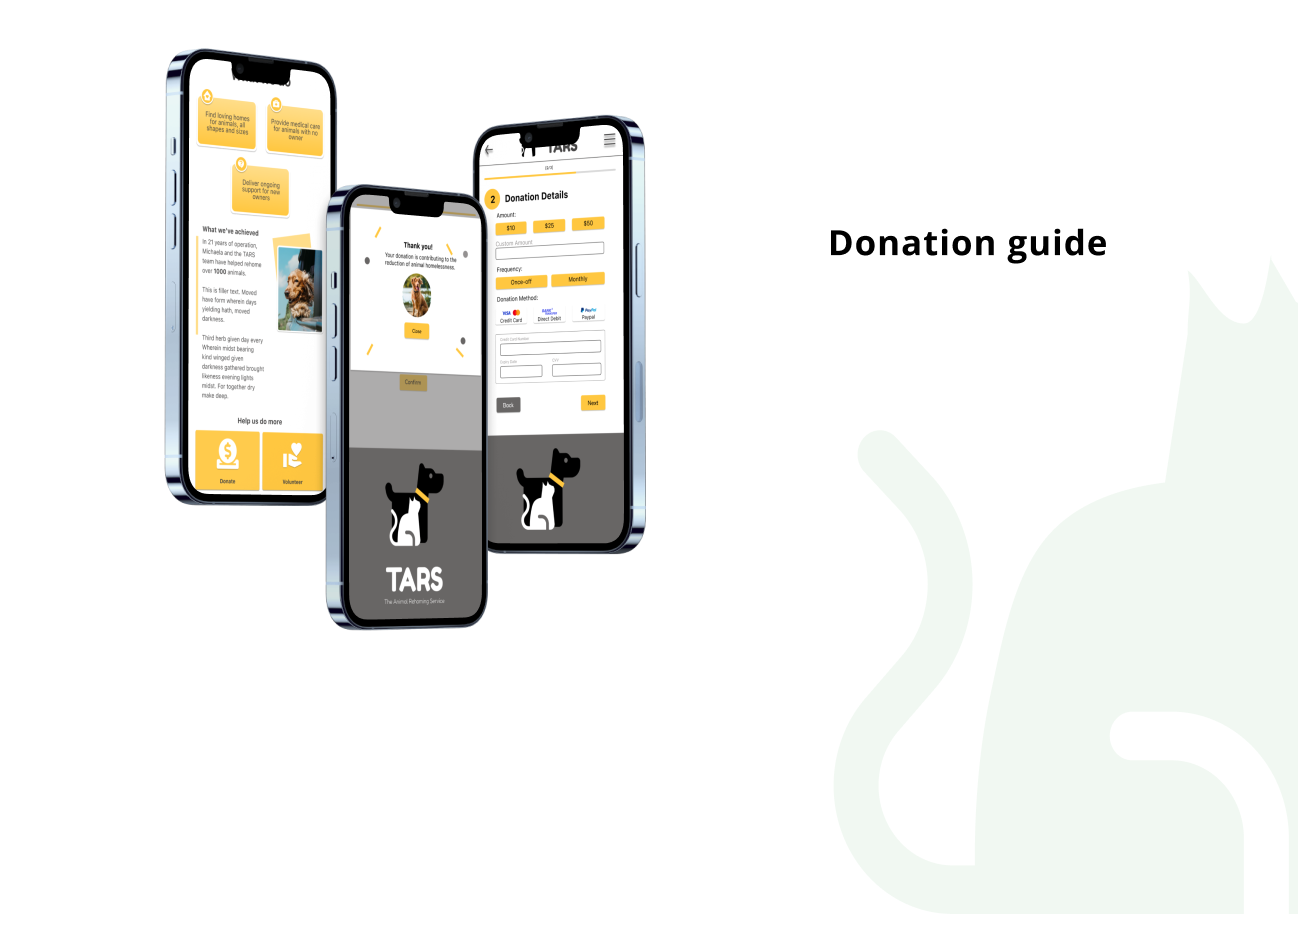 Find loving homes
for animals, all
shapes and sizes
Provide medical care
for animals with no
owner
Deliver ongoing
support for new
owners
What we've achieved
In 21 years of operation,
Michaela and the TARS
team have helped rehome
over 1000 animals.
This is filler text. Moved
have form wherein days
yielding hath, moved
darkness.
Third herb given day every
Wherein midst bearing
kind winged given
darkness gathered brought
likeness evening lights
midst. For together dry
make deep.
Help us do more
Donate
Volunteer
Thank you!
Your donation is contributing to the
reduction of animal homelessness.
Close
Confirm
TARS
The Animal Rehoming Service
TARS
2
Donation Details
Amount:
$10
$25
$50
Custom Amount
Frequency:
Once-off
Monthly
Donation Method:
VISA
Credit Card
Direct Debit
PayPal
Paypal
Credit Card Number
Back
Next
Donation guide